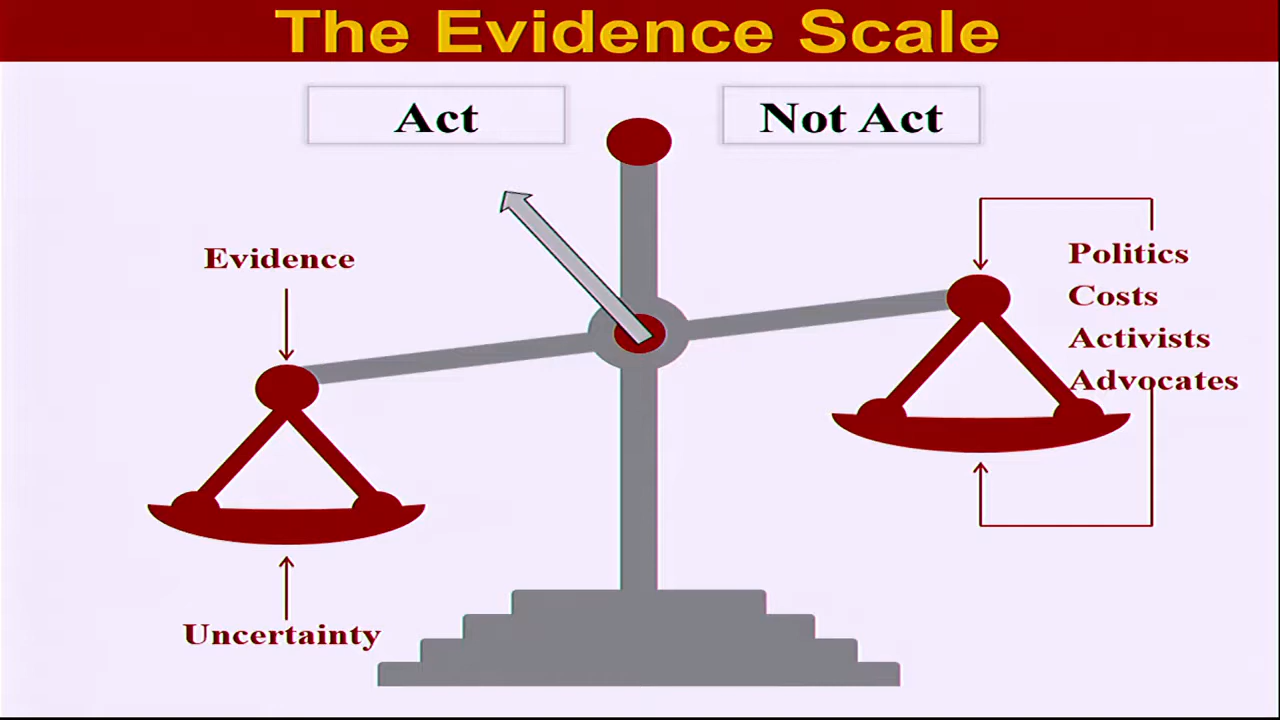 The Evidence Scale
Act
Not Act
Evidence
Politics
Costs
Activists
Advocates
Uncertainty